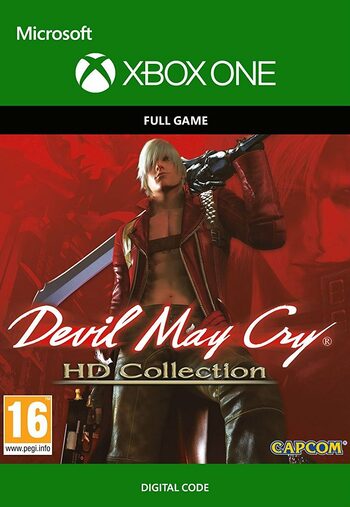 Microsoft
XBOX ONE
FULL GAME
Devil May Cry®
HD Collection
16
www.pegi.info
CAPCOM®
DIGITAL CODE